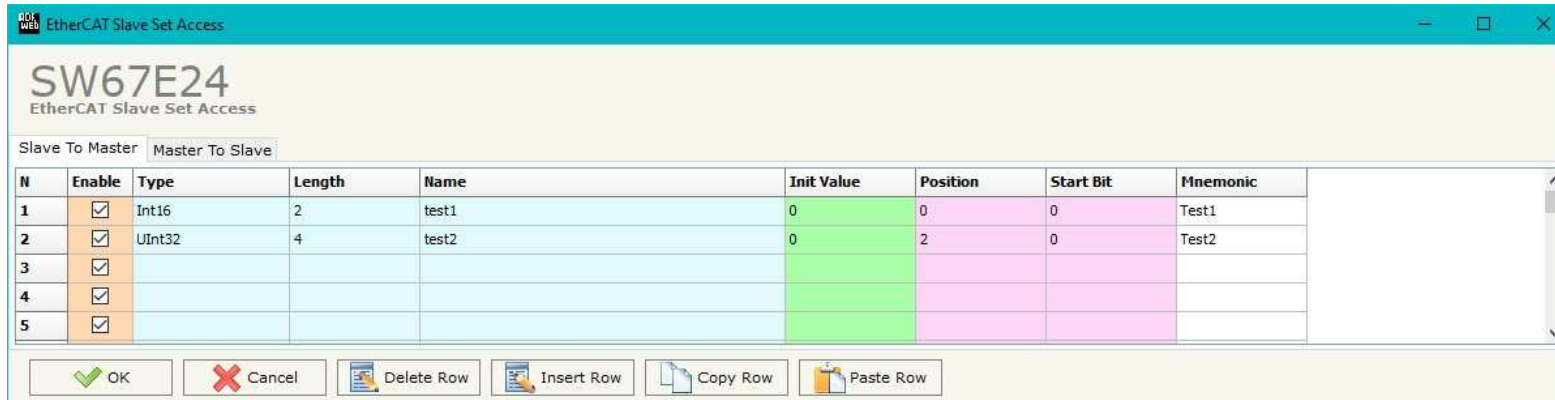 ADF WEB EtherCAT Slave Set Access
SW67E24
EtherCAT Slave Set Access
Slave To Master Master To Slave
N Enable Type Length Name Init Value Position Start Bit Mnemonic
1 Int16 2 test1 0 0 0 Test1
2 UInt32 4 test2 0 2 0 Test2
3
4
5
OK Cancel Delete Row Insert Row Copy Row Paste Row